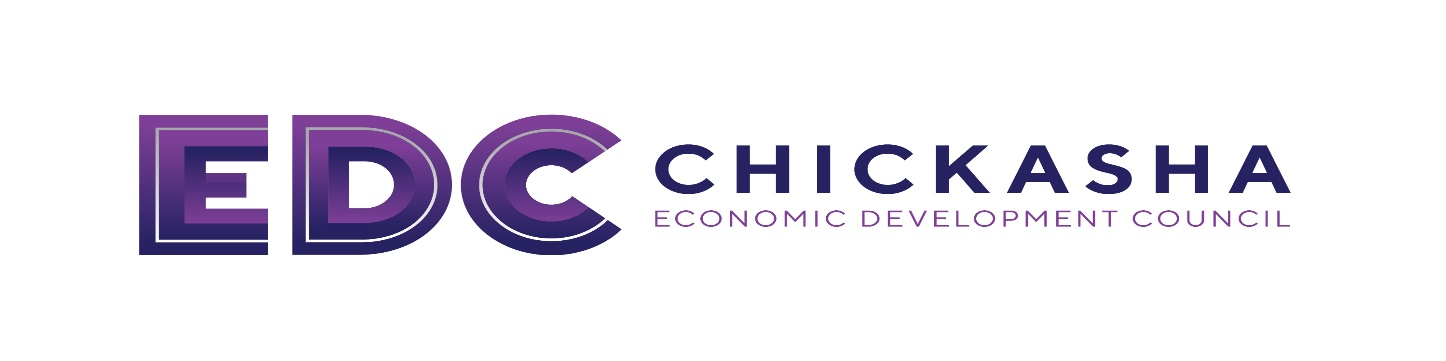 EDC
CHICKASHA
ECONOMIC DEVELOPMENT COUNCIL